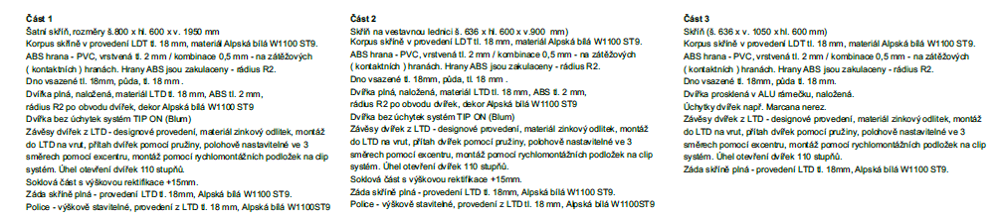 Část 1
Šatní skříň, rozměry š.800 x hl. 600 x v. 1950 mm
Korpus skříně v provedení LDT tl. 18 mm, materiál Alpská bílá W1100 ST9.
ABS hrana - PVC, vrstvená tl. 2 mm / kombinace 0,5 mm - na zátěžových
( kontaktních ) hranách. Hrany ABS jsou zakulaceny - rádius R2.
Dno vsazené tl. 18mm, půda, tl. 18 mm .
Dvířka plná, naložená, materiál LTD tl. 18 mm, ABS tl. 2 mm,
rádius R2 po obvodu dvířek, dekor Alpská bílá W1100 ST9
Dvířka bez úchytek systém TIP ON (Blum)
Závěsy dvířek z LTD - designové provedení, materiál zinkový odlitek, montáž
do LTD na vrut, přítah dvířek pomocí pružiny, polohově nastavitelné ve 3
směrech pomocí excentru, montáž pomocí rychlomontážních podložek na clip
systém. Úhel otevření dvířek 110 stupňů.
Soklová část s výškovou rektifikace +15mm.
Záda skříně plná - provedení LTD tl. 18mm, Alpská bílá W1100 ST9.
Police - výškově stavitelné, provedení z LTD tl. 18 mm, Alpská bílá W1100ST9
Část 2
Skříň na vestavnou lednici š. 636 x hl. 600 x v.900 mm)
Korpus skříně v provedení LDT tl. 18 mm, materiál Alpská bílá W1100 ST9.
ABS hrana - PVC, vrstvená tl. 2 mm / kombinace 0,5 mm - na zátěžových
( kontaktních ) hranách. Hrany ABS jsou zakulaceny - rádius R2.
Dno vsazené tl. 18mm, půda, tl. 18 mm .
Dvířka plná, naložená, materiál LTD tl. 18 mm, ABS tl. 2 mm,
rádius R2 po obvodu dvířek, dekor Alpská bílá W1100 ST9
Dvířka bez úchytek systém TIP ON (Blum)
Závěsy dvířek z LTD - designové provedení, materiál zinkový odlitek, montáž
do LTD na vrut, přítah dvířek pomocí pružiny, polohově nastavitelné ve 3
směrech pomocí excentru, montáž pomocí rychlomontážních podložek na clip
systém. Úhel otevření dvířek 110 stupňů.
Soklová část s výškovou rektifikace +15mm.
Záda skříně plná - provedení LTD tl. 18mm, Alpská bílá W1100 ST9.
Police - výškově stavitelné, provedení z LTD tl. 18 mm, Alpská bílá W1100ST9
Část 3
Skříň (š. 636 x v. 1050 x hl. 600 mm)
Korpus skříně v provedení LDT tl. 18 mm, materiál Alpská bílá W1100 ST9.
ABS hrana - PVC, vrstvená tl. 2 mm / kombinace 0,5 mm - na zátěžových
( kontaktních ) hranách. Hrany ABS jsou zakulaceny - rádius R2.
Dno vsazené tl. 18mm, půda, tl. 18 mm .
Dvířka prosklená v ALU rámečku, naložená.
Úchytky dvířek např. Marcana nerez.
Závěsy dvířek z LTD - designové provedení, materiál zinkový odlitek, montáž
do LTD na vrut, přítah dvířek pomocí pružiny, polohově nastavitelné ve 3
směrech pomocí excentru, montáž pomocí rychlomontážních podložek na clip
systém. Úhel otevření dvířek 110 stupňů.
Záda skříně plná - provedení LTD tl. 18mm, Alpská bílá W1100 ST9.